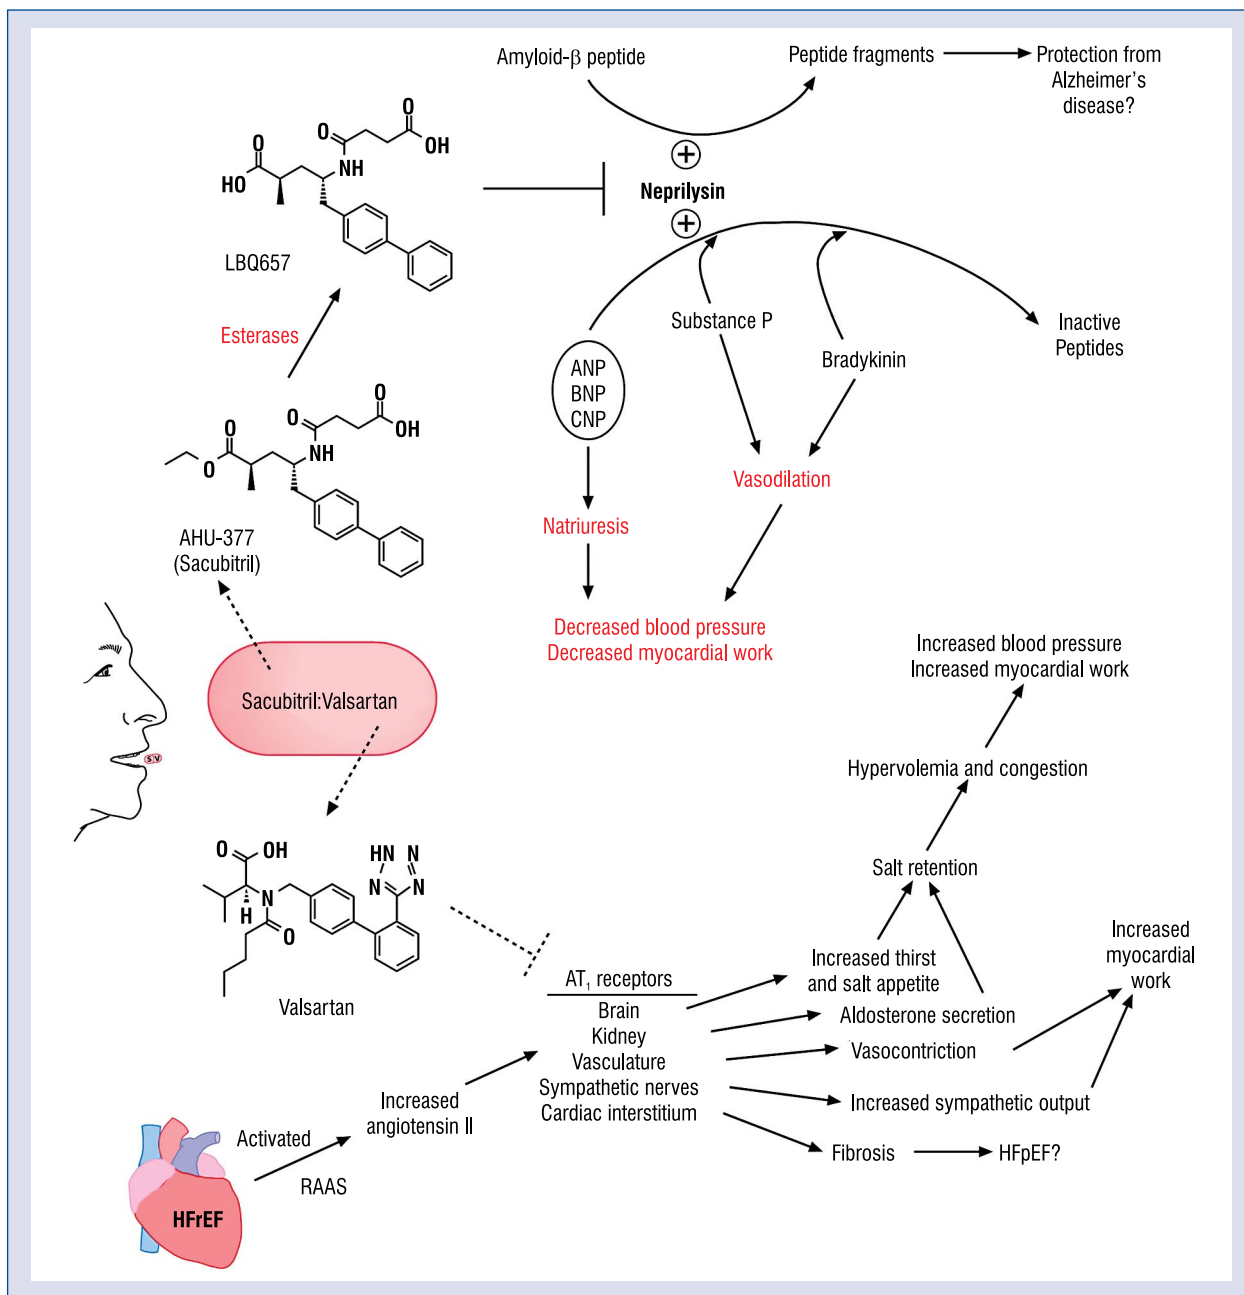 Amyloid-β peptide
Peptide fragments
Protection from
Alzheimer's
disease?
O
O
OH
O
HO
NH
Neprilysin
LBQ657
Esterases
Substance P
Bradykinin
Inactive
Peptides
ANP
BNP
CNP
O
O
OH
O
O
NH
AHU-377
(Sacubitril)
Vasodilation
Natriuresis
Decreased blood pressure
Decreased myocardial work
Sacubitril:Valsartan
S V
Increased blood pressure
Increased myocardial work
Hypervolemia and congestion
Salt retention
O
OH
HN
N
N
N
N
H
O
Valsartan
AT1 receptors
Brain
Kidney
Vasculature
Sympathetic nerves
Cardiac interstitium
Increased thirst
and salt appetite
Aldosterone secretion
Vasocontriction
Increased sympathetic output
Fibrosis
HFpEF?
Increased
myocardial
work
Increased
angiotensin II
Activated
RAAS
HFrEF